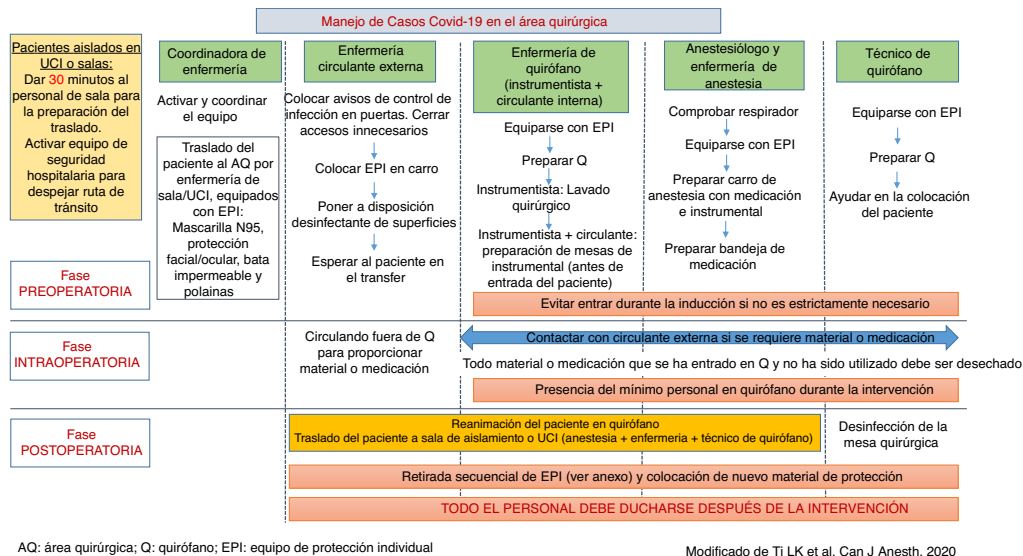 Manejo de Casos Covid-19 en el área quirúrgica
Pacientes aislados en
UCI o salas:
Dar 30 minutos al
personal de sala para
la preparación del
traslado.
Activar equipo de
seguridad
hospitalaria para
despejar ruta de
tránsito
Coordinadora de
enfermería
Activar y coordinar
el equipo
Traslado del
paciente al AQ por
enfermería de
sala/UCI, equipados
con EPI:
Mascarilla N95,
protección
facial/ocular, bata
impermeable y
polainas
Enfermería
circulante externa
Colocar avisos de control de
infección en puertas. Cerrar
accesos innecesarios
Colocar EPI en carro
Poner a disposición
desinfectante de superficies
Esperar al paciente en
el transfer
Enfermería de
quirófano
(instrumentista +
circulante interna)
Equiparse con EPI
Preparar Q
Instrumentista: Lavado
quirúrgico
Instrumentista + circulante:
preparación de mesas de
instrumental (antes de
entrada del paciente)
Anestesiólogo y
enfermería de
anestesia
Comprobar respirador
Equiparse con EPI
Preparar carro de
anestesia con medicación
e instrumental
Preparar bandeja de
medicación
Técnico de
quirófano
Equiparse con EPI
Preparar Q
Ayudar en la colocación
del paciente
Fase
PREOPERATORIA
Evitar entrar durante la inducción si no es estrictamente necesario
Fase
INTRAOPERATORIA
Circulando fuera de Q
para proporcionar
material o medicación
Contactar con circulante externa si se requiere material o medicación
Todo material o medicación que se ha entrado en Q y no ha sido utilizado debe ser desechado
Presencia del mínimo personal en quirófano durante la intervención
Fase
POSTOPERATORIA
Reanimación del paciente en quirófano
Traslado del paciente a sala de aislamiento o UCI (anestesia + enfermeria + técnico de quirófano)
Desinfección de la
mesa quirúrgica
Retirada secuencial de EPI (ver anexo) y colocación de nuevo material de protección
TODO EL PERSONAL DEBE DUCHARSE DESPUÉS DE LA INTERVENCIÓN
AQ: área quirúrgica; Q: quirófano; EPI: equipo de protección individual
Modificado de Ti LK et al. Can J Anesth. 2020